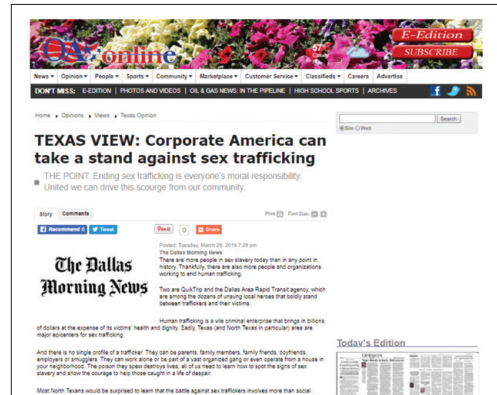 OA online
57°
E-Edition
SUBSCRIBE
News Opinion People Sports Community Marketplace Customer Service Classifieds Careers Advertise
DON'T MISS: E-EDITION | PHOTOS AND VIDEOS | OIL & GAS NEWS: IN THE PIPELINE | HIGH SCHOOL SPORTS | ARCHIVES
Home Opinions Views Texas Opinion
Search
Site Web
TEXAS VIEW: Corporate America can
take a stand against sex trafficking
THE POINT: Ending sex trafficking is everyone's moral responsibility.
United we can drive this scourge from our community.
Story Comments
Print Font Size:
Recommend 0 Tweet Pin it 0 Share
Posted: Tuesday, March 26, 2019 7:28 pm
The Dallas Morning News
The Dallas
Morning News
There are more people in sex slavery today than in any point in
history. Thankfully, there are also more people and organizations
working to end human trafficking.
Two are QuikTrip and the Dallas Area Rapid Transit agency, which
are among the dozens of unsung local heroes that boldly stand
between traffickers and their victims.
Human trafficking is a vile criminal enterprise that brings in billions
of dollars at the expense of its victims' health and dignity. Sadly, Texas (and North Texas in particular) area are
major epicenters for sex trafficking.
And there is no single profile of a trafficker. They can be parents, family members, family friends, boyfriends,
employers or smugglers. They can work alone or be part of a vast organized gang or even operate from a house in
your neighborhood. The poison they spew destroys lives; all of us need to learn how to spot the signs of sex
slavery and show the courage to help those caught in a life of despair.
Most North Texans would be surprised to learn that the battle against sex traffickers involves more than social
Today's Edition
OPINION